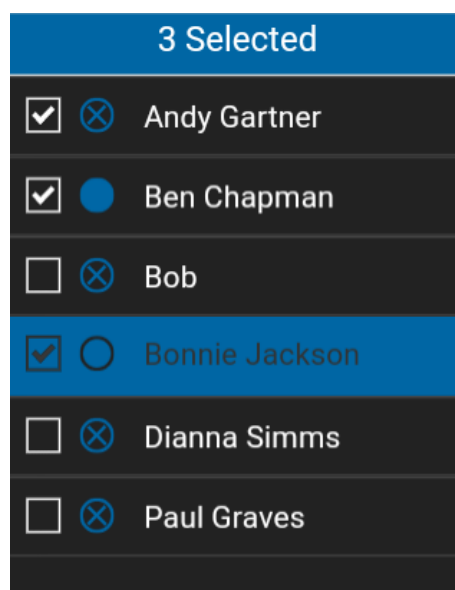 3 Selected
Andy Gartner
Ben Chapman
Bob
Bonnie Jackson
Dianna Simms
Paul Graves